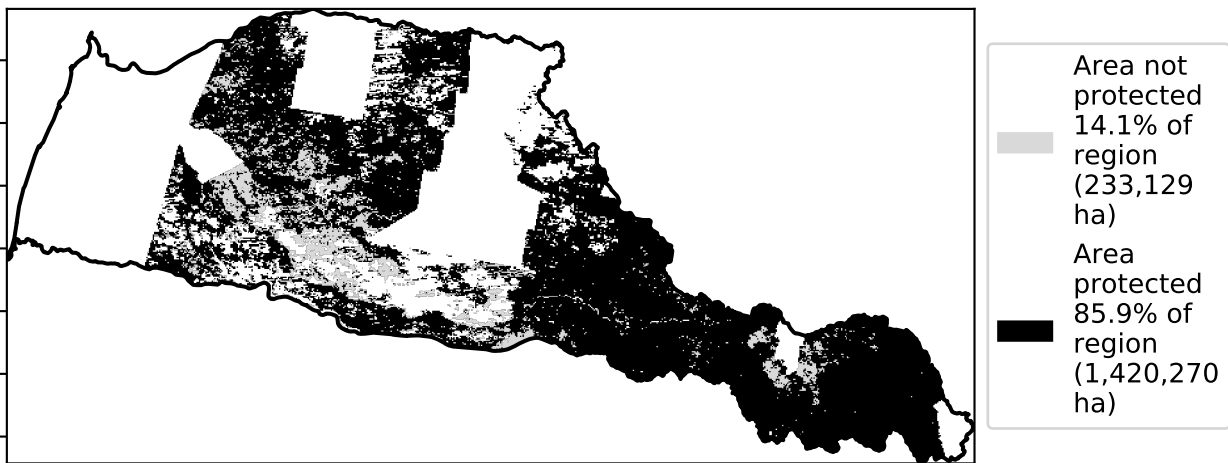 Area not
protected
14.1% of
region
(233,129
ha)
Area
protected
85.9% of
region
(1,420,270
ha)